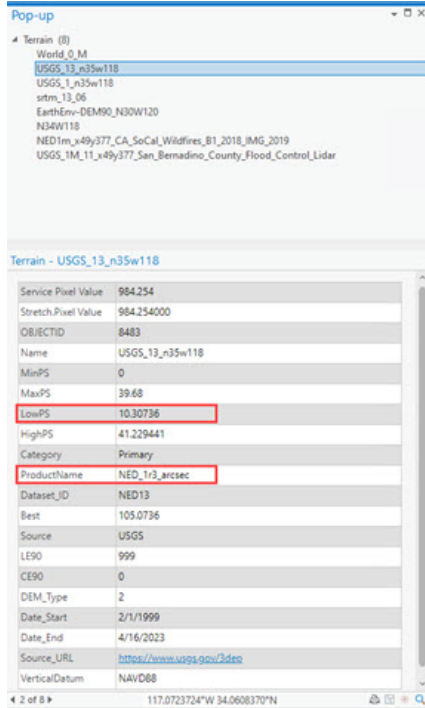 Pop-up
Terrain (8)
World_0_M
USGS_13_n35w118
USGS_1_n35w118
srtm_13_06
EarthEnv-DEM90_N30W120
N34W118
NED1m_x49y377_CA_SoCal_Wildfires_B1_2018_IMG_2019
USGS_1M_11_x49y377_San_Bernadino_County_Flood_Control_Lidar
Terrain - USGS_13_n35w118
Service Pixel Value 984.254
Stretch.Pixel Value 984.254000
OBJECTID 8483
Name USGS_13_n35w118
MinPS 0
MaxPS 39.68
LowPS 10.30736
HighPS 41.229441
Category Primary
ProductName NED_1r3_arcsec
Dataset_ID NED13
Best 105.0736
Source USGS
LE90 999
CE90 0
DEM_Type 2
Date_Start 2/1/1999
Date_End 4/16/2023
Source_URL https://www.usgs.gov/3dep
VerticalDatum NAVD88
2 of 8 117.0723724°W 34.0608370°N